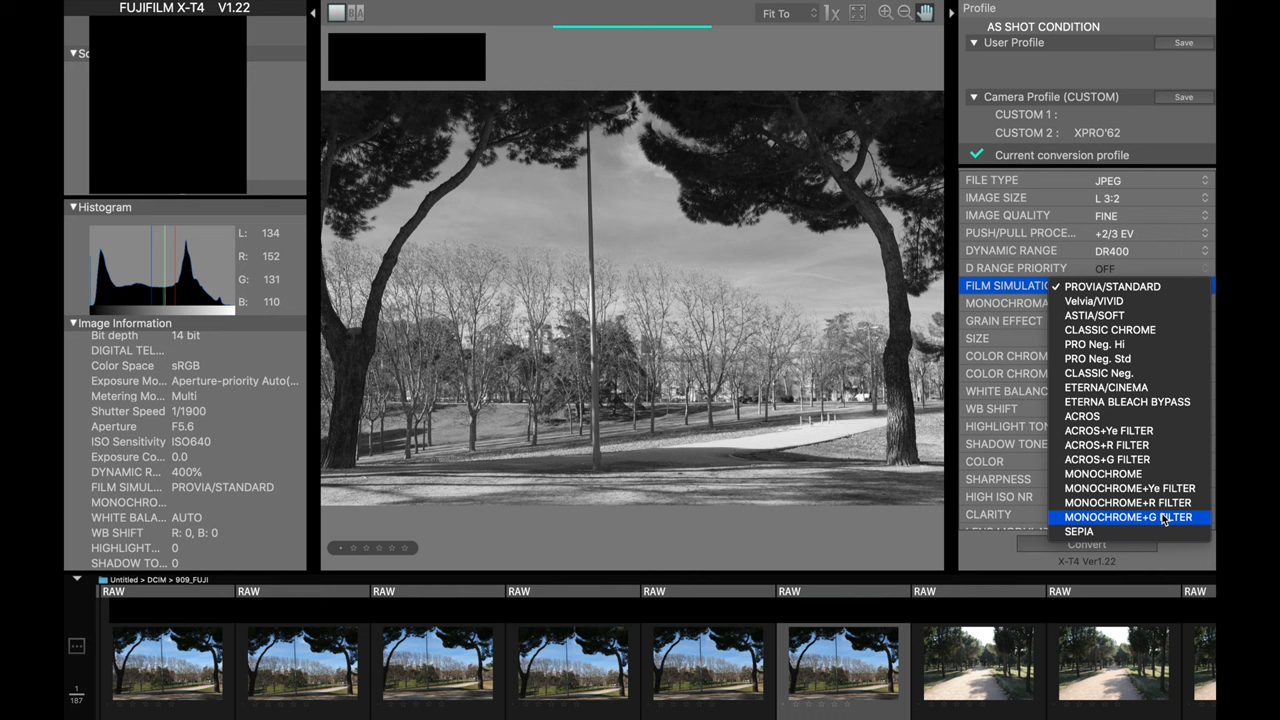 FUJIFILM X-T4 V1.22
▼Sc
▼Histogram
L: 134
R: 152
G: 131
B: 110
▼Image Information
Bit depth 14 bit
DIGITAL TEL...
Color Space sRGB
Exposure Mo... Aperture-priority Auto(...
Metering Mo... Multi
Shutter Speed 1/1900
Aperture F5.6
ISO Sensitivity ISO640
Exposure Co... 0.0
DYNAMIC R... 400%
FILM SIMUL... PROVIA/STANDARD
MONOCHRO...
WHITE BALA... AUTO
WB SHIFT R: 0, B: 0
HIGHLIGHT... 0
SHADOW TO... 0
B A
Fit To
1x
Profile
AS SHOT CONDITION
▼ User Profile Save
▼ Camera Profile (CUSTOM) Save
CUSTOM 1 :
CUSTOM 2 : XPRO'62
Current conversion profile
FILE TYPE JPEG
IMAGE SIZE L 3:2
IMAGE QUALITY FINE
PUSH/PULL PROCE... +2/3 EV
DYNAMIC RANGE DR400
D RANGE PRIORITY OFF
FILM SIMULATIO
MONOCHROMA
GRAIN EFFECT
SIZE
COLOR CHROM
COLOR CHROM
WHITE BALANC
WB SHIFT
HIGHLIGHT TON
SHADOW TONE
COLOR
SHARPNESS
HIGH ISO NR
CLARITY
✓ PROVIA/STANDARD
Velvia/VIVID
ASTIA/SOFT
CLASSIC CHROME
PRO Neg. Hi
PRO Neg. Std
CLASSIC Neg.
ETERNA/CINEMA
ETERNA BLEACH BYPASS
ACROS
ACROS+Ye FILTER
ACROS+R FILTER
ACROS+G FILTER
MONOCHROME
MONOCHROME+Ye FILTER
MONOCHROME+R FILTER
MONOCHROME+G FILTER
SEPIA
Convert
X-T4 Ver1.22
Untitled > DCIM > 909_FUJI
RAW RAW RAW RAW RAW RAW RAW RAW RAW
1
187